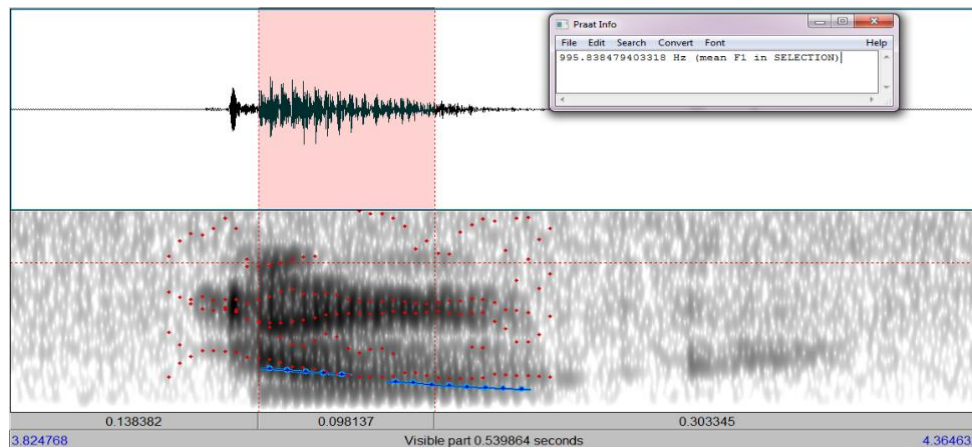 Praat Info
File Edit Search Convert Font Help
995.838479403318 Hz (mean F1 in SELECTION)
0.138382 0.098137 0.303345
3.824768 Visible part 0.539864 seconds 4.36463